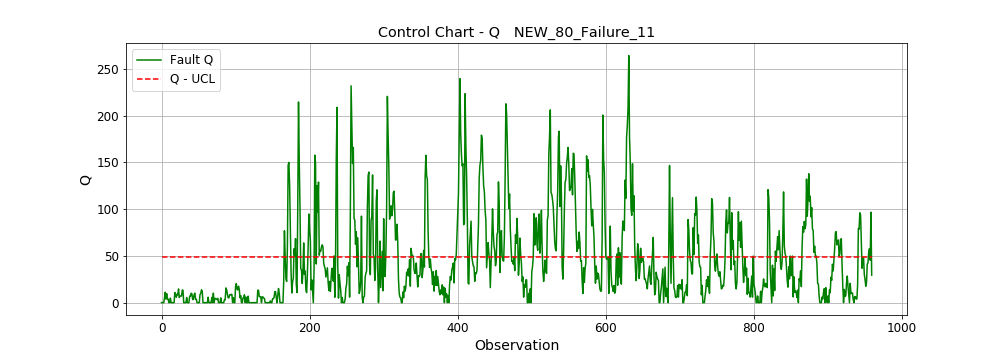 Control Chart - Q   NEW_80_Failure_11
Fault Q
Q - UCL
Q
250
200
150
100
50
0
0 200 400 600 800 1000
Observation